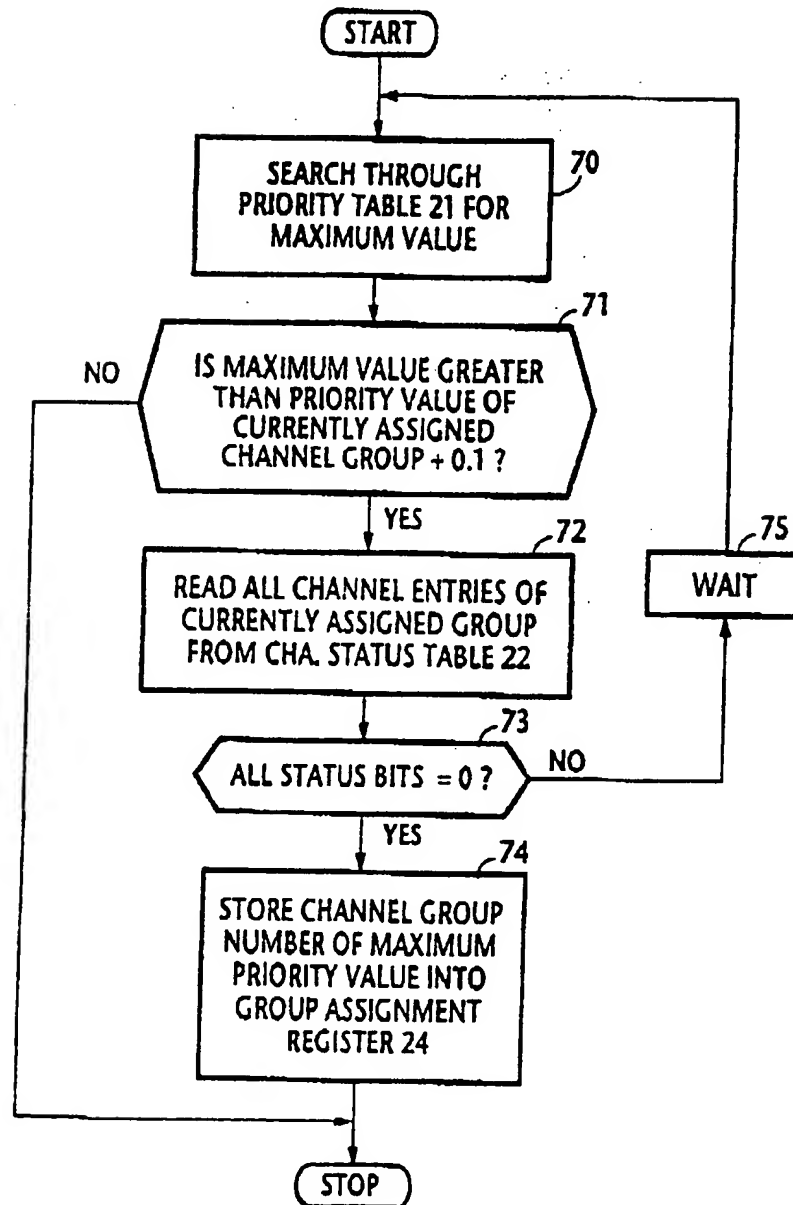 START
70
SEARCH THROUGH
PRIORITY TABLE 21 FOR
MAXIMUM VALUE
71
NO
IS MAXIMUM VALUE GREATER
THAN PRIORITY VALUE OF
CURRENTLY ASSIGNED
CHANNEL GROUP + 0.1 ?
YES
72
75
READ ALL CHANNEL ENTRIES OF
CURRENTLY ASSIGNED GROUP
FROM CHA. STATUS TABLE 22
WAIT
73
ALL STATUS BITS = 0 ?
NO
YES
74
STORE CHANNEL GROUP
NUMBER OF MAXIMUM
PRIORITY VALUE INTO
GROUP ASSIGNMENT
REGISTER 24
STOP